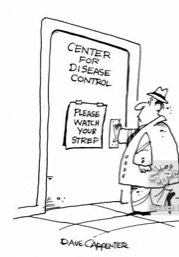 CENTER
FOR
DISEASE
CONTROL
PLEASE
WATCH
YOUR
STREP
DAVE CARPENTER